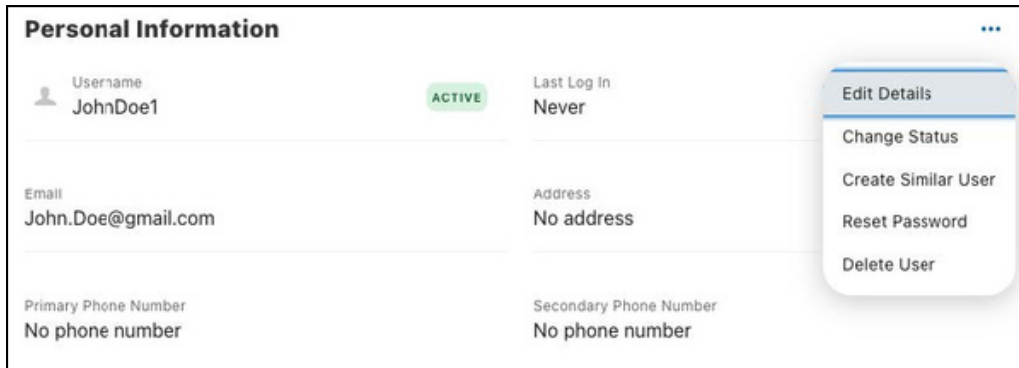 Personal Information
Username
JohnDoe1
ACTIVE
Last Log In
Never
Edit Details
Change Status
Create Similar User
Reset Password
Delete User
Email
John.Doe@gmail.com
Address
No address
Primary Phone Number
No phone number
Secondary Phone Number
No phone number